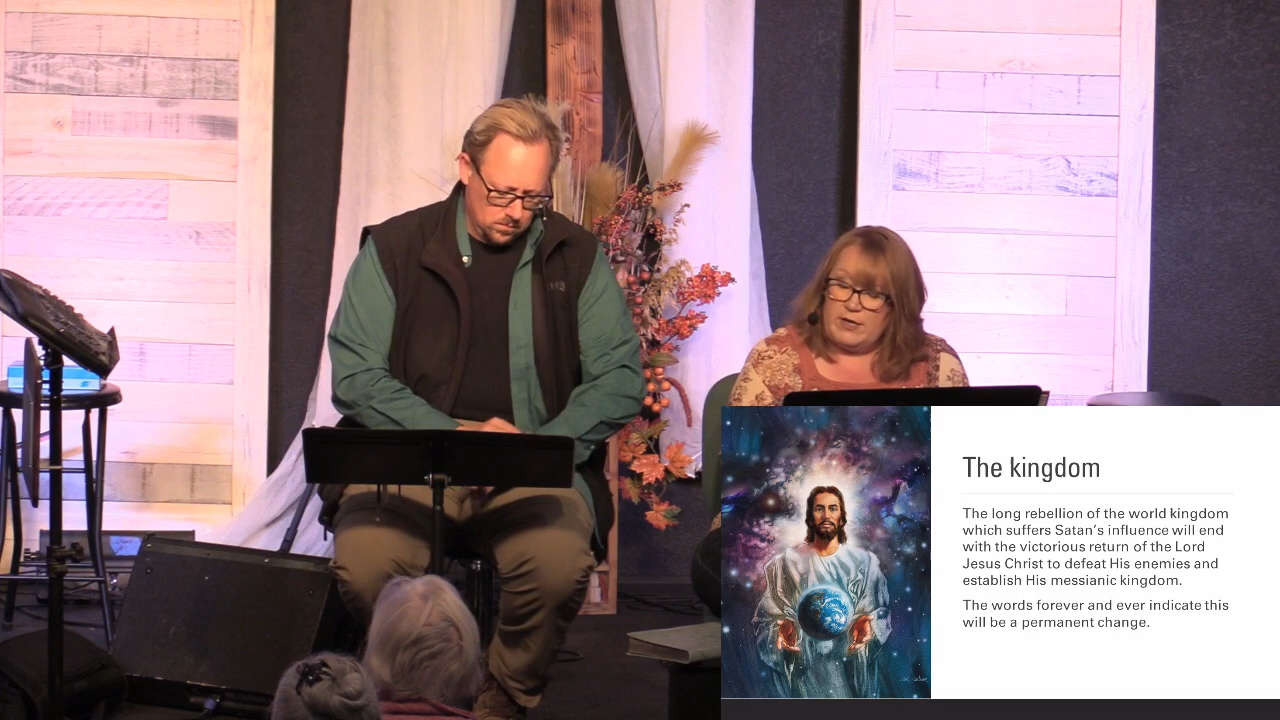 The kingdom
The long rebellion of the world kingdom
which suffers Satan's influence will end
with the victorious return of the Lord
Jesus Christ to defeat His enemies and
establish His messianic kingdom.
The words forever and ever indicate this
will be a permanent change.